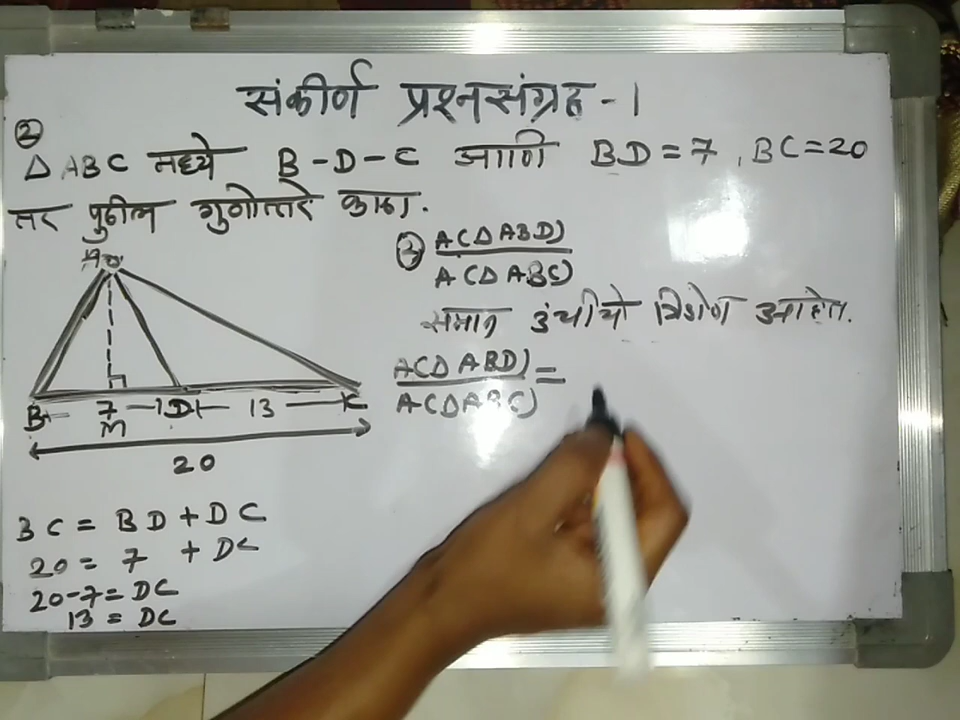 संकीर्ण प्रश्नसंग्रह - 1
②
Δ ABC मध्ये B - D - C आणि BD = 7 , BC = 20
तर पुढील गुणोत्तरे काढा.
A(Δ ABD)
A(Δ ABC)
समान उंचीचे त्रिकोण आहेत.
A(Δ ABD) =
A(Δ ABC)
A
B 7 D 13 C
M
20
BC = BD + DC
20 = 7 + DC
20-7 = DC
13 = DC